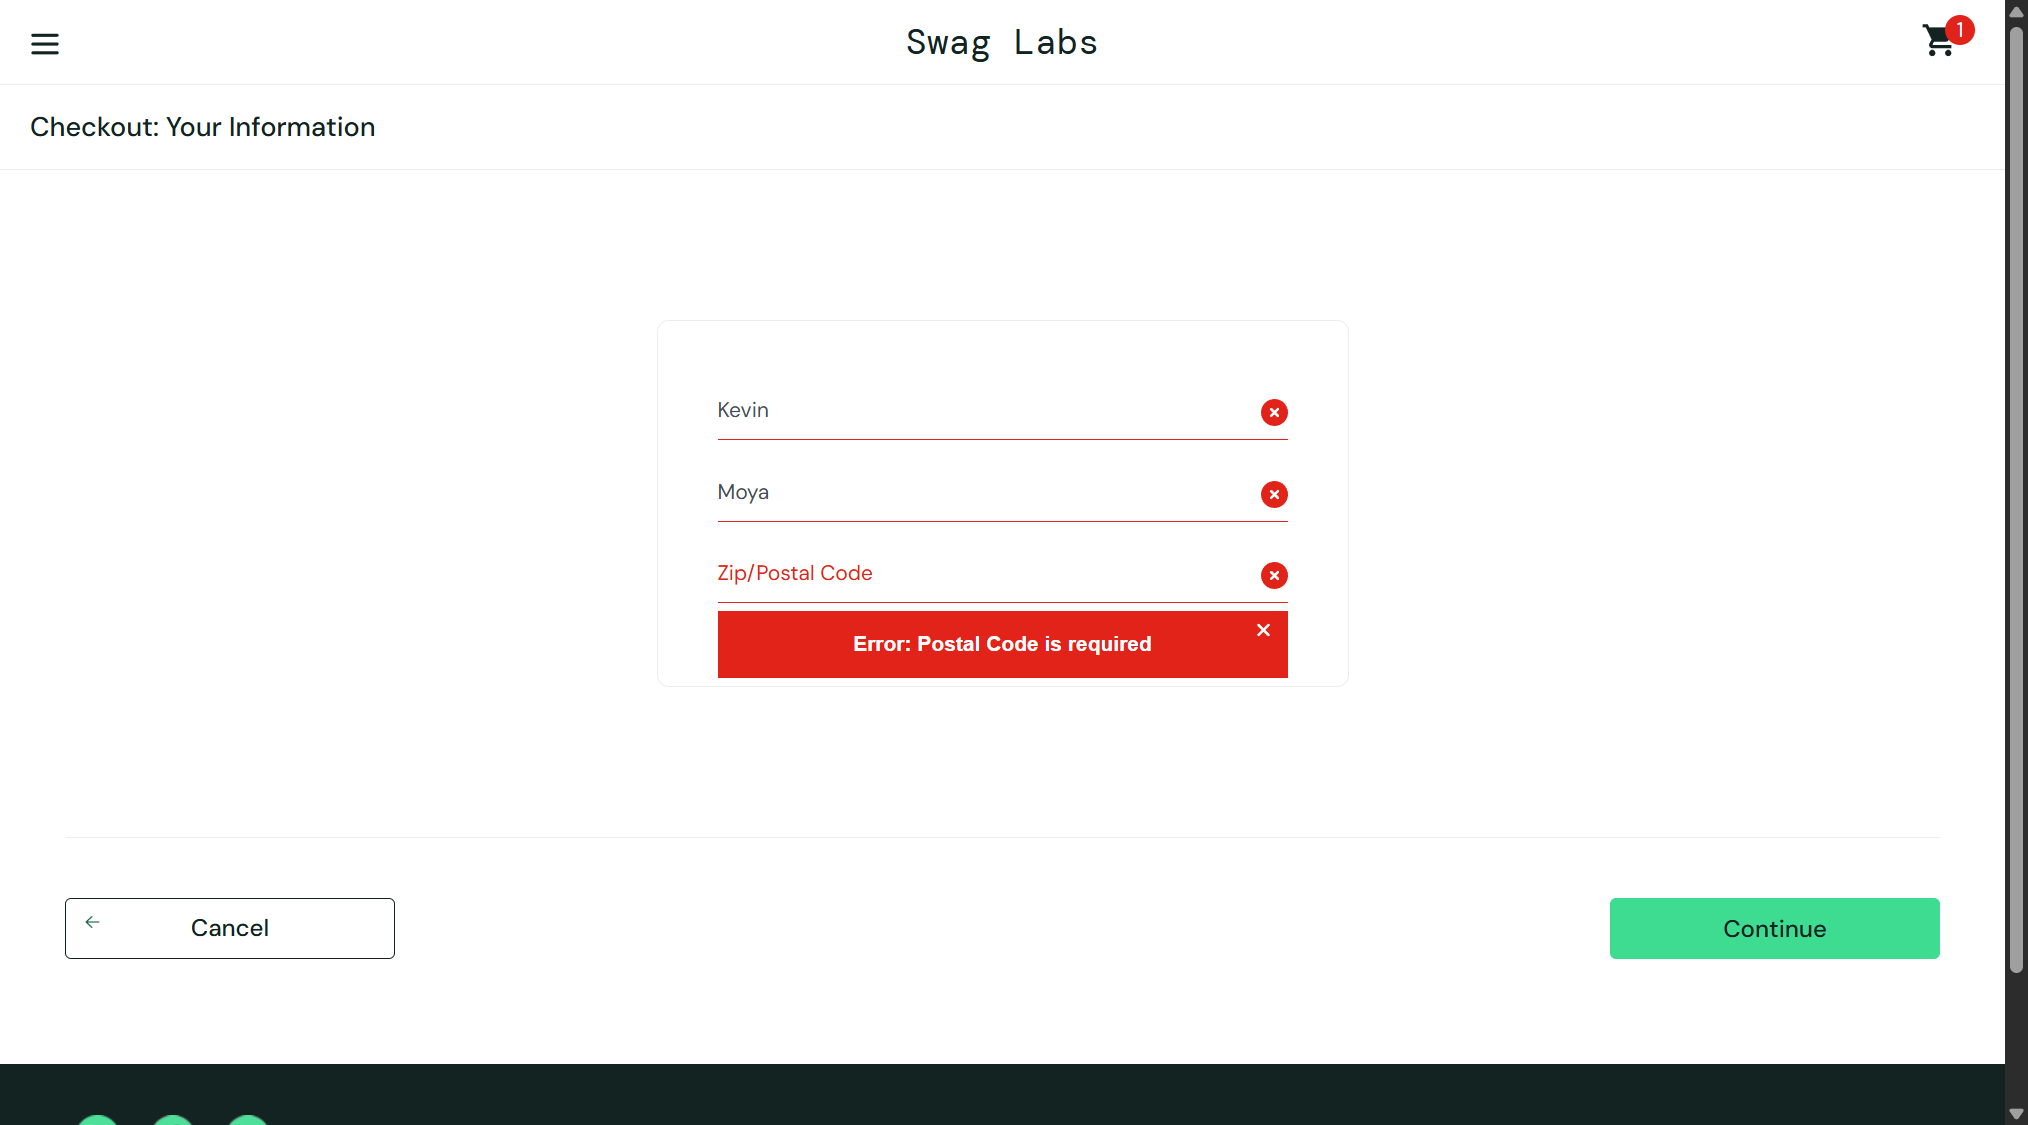 Swag Labs
1
Checkout: Your Information
Kevin
Moya
Zip/Postal Code
Error: Postal Code is required
Cancel
Continue